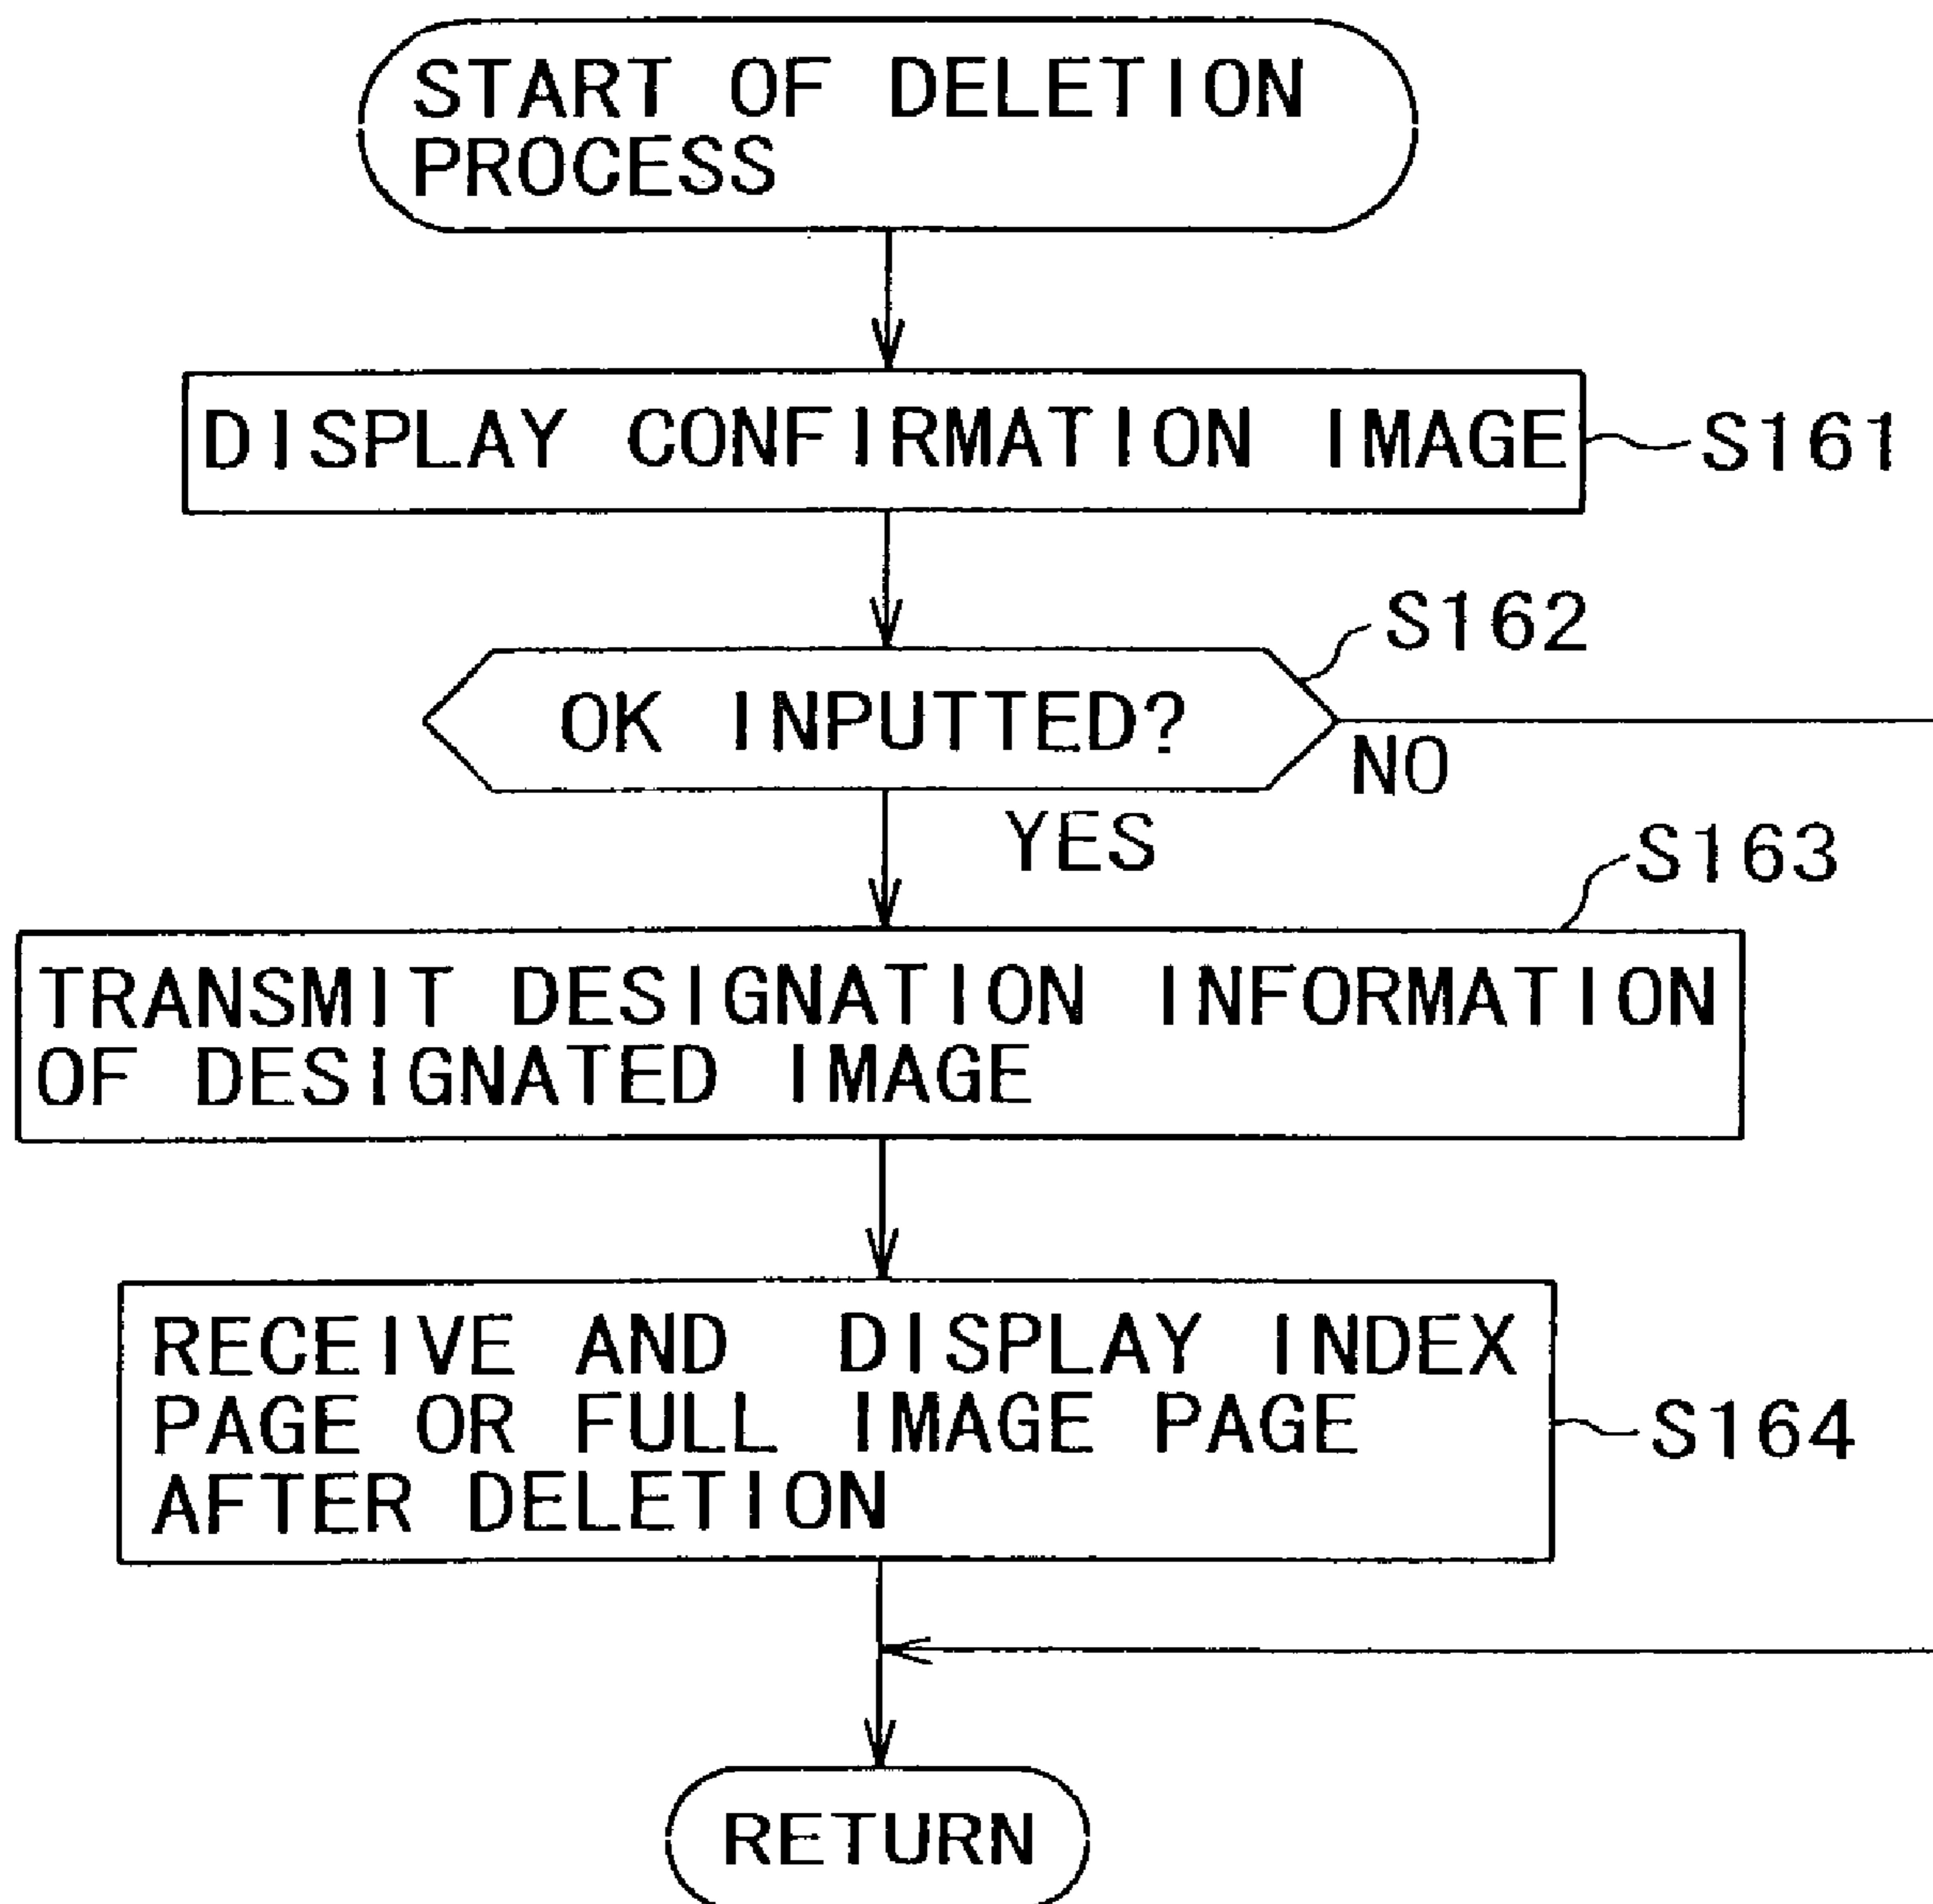 START OF DELETION
PROCESS
DISPLAY CONFIRMATION IMAGE
S161
S162
OK INPUTTED?
NO
YES
S163
TRANSMIT DESIGNATION INFORMATION
OF DESIGNATED IMAGE
RECEIVE AND DISPLAY INDEX
PAGE OR FULL IMAGE PAGE
AFTER DELETION
S164
RETURN